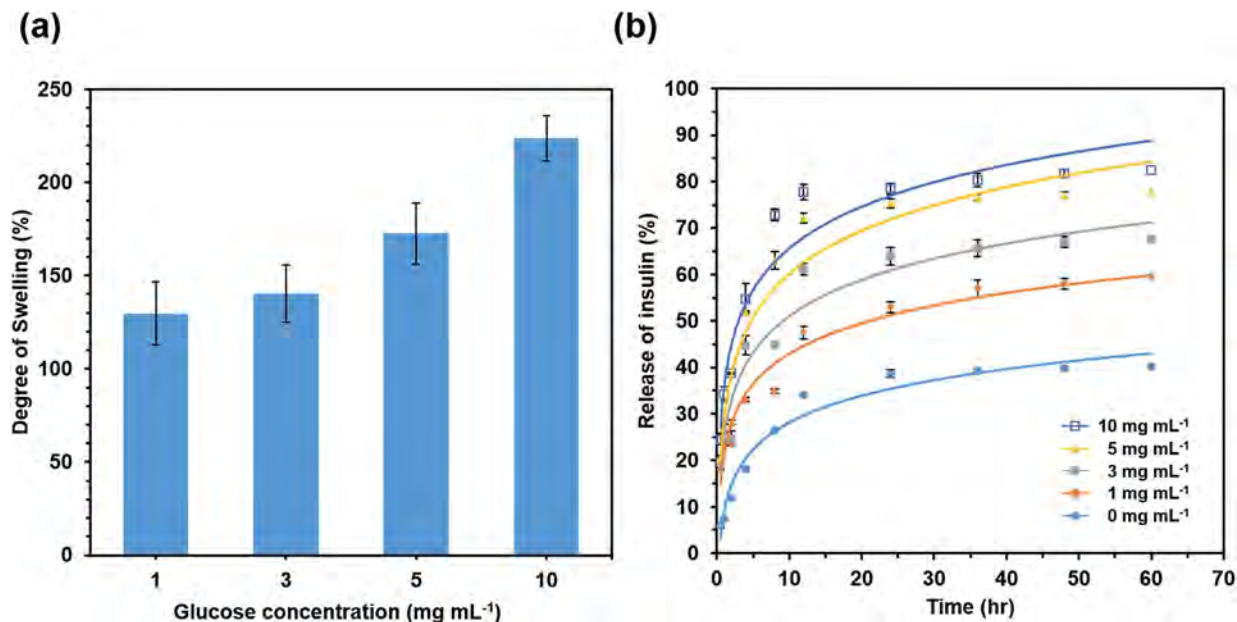 (a)
(b)
250
200
150
100
50
0
Degree of Swelling (%)
1
3
5
10
Glucose concentration (mg mL⁻¹)
100
90
80
70
60
50
40
30
20
10
0
Release of insulin (%)
10 mg mL⁻¹
5 mg mL⁻¹
3 mg mL⁻¹
1 mg mL⁻¹
0 mg mL⁻¹
0
10
20
30
40
50
60
70
Time (hr)